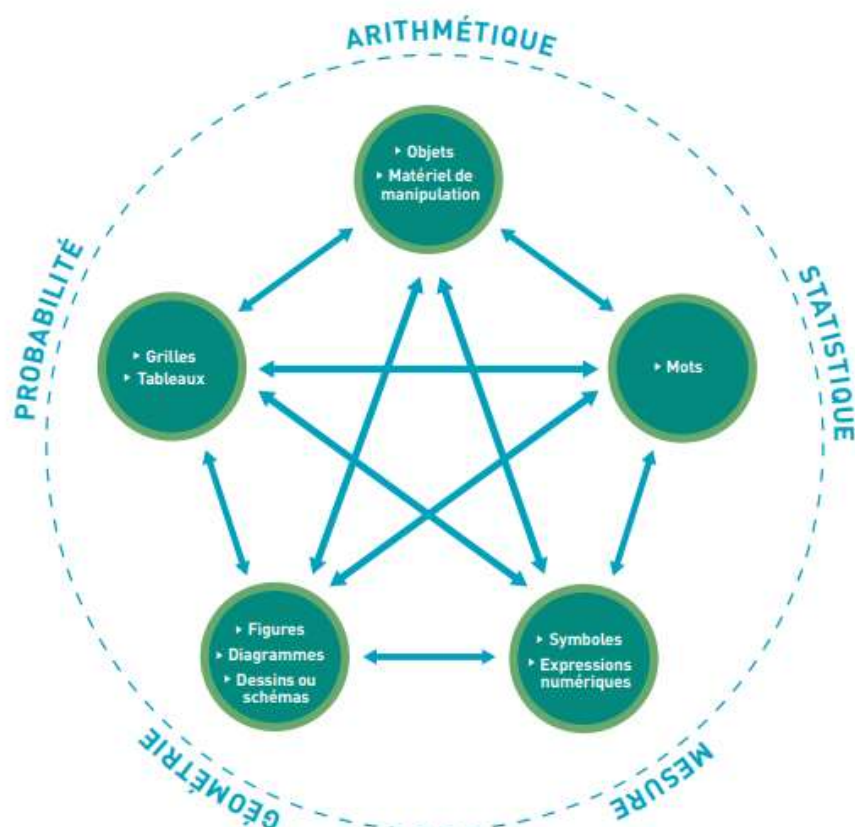 ARITHMÉTIQUE
PROBABILITÉ
STATISTIQUE
▸ Objets
▸ Matériel de
manipulation
▸ Grilles
▸ Tableaux
▸ Mots
▸ Figures
▸ Diagrammes
▸ Dessins ou
schémas
▸ Symboles
▸ Expressions
numériques
GÉOMÉTRIE
MESURE